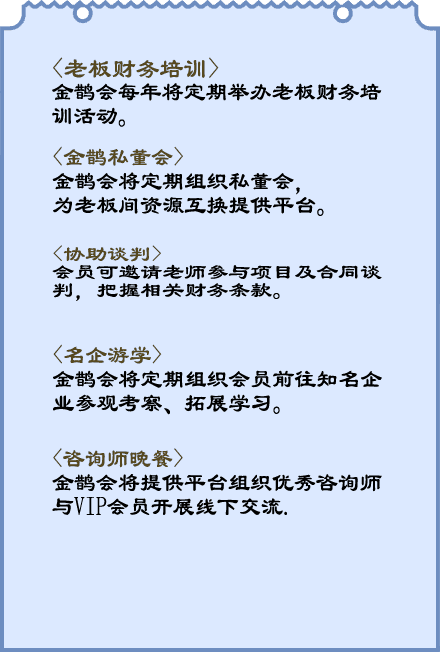 〈老板财务培训〉
金鹊会每年将定期举办老板财务培
训活动。
〈金鹊私董会〉
金鹊会将定期组织私董会，
为老板间资源互换提供平台。
〈协助谈判〉
会员可邀请老师参与项目及合同谈
判，把握相关财务条款。
〈名企游学〉
金鹊会将定期组织会员前往知名企
业参观考察、拓展学习。
〈咨询师晚餐〉
金鹊会将提供平台组织优秀咨询师
与VIP会员开展线下交流.